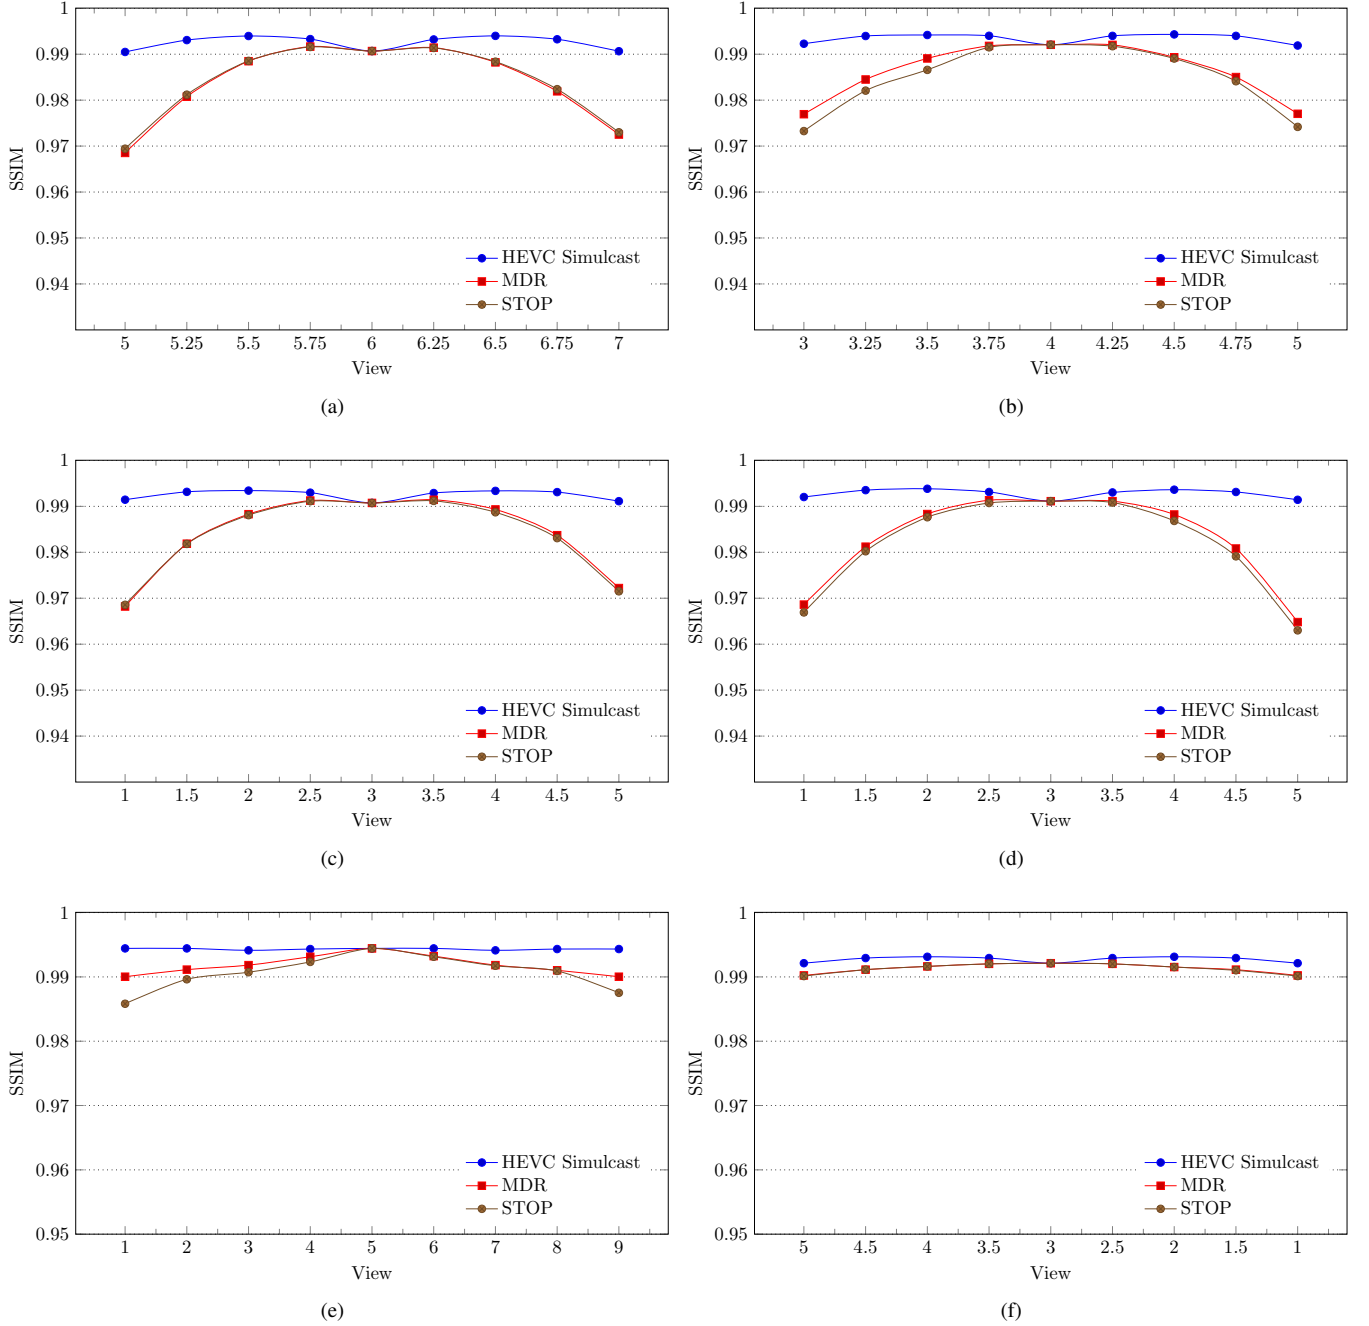 1
0.99
0.98
0.97
0.96
0.95
0.94
SSIM
HEVC Simulcast
MDR
STOP
5 5.25 5.5 5.75 6 6.25 6.5 6.75 7
View
(a)
1
0.99
0.98
0.97
0.96
0.95
0.94
SSIM
HEVC Simulcast
MDR
STOP
3 3.25 3.5 3.75 4 4.25 4.5 4.75 5
View
(b)
1
0.99
0.98
0.97
0.96
0.95
0.94
SSIM
HEVC Simulcast
MDR
STOP
1 1.5 2 2.5 3 3.5 4 4.5 5
View
(c)
1
0.99
0.98
0.97
0.96
0.95
0.94
SSIM
HEVC Simulcast
MDR
STOP
1 1.5 2 2.5 3 3.5 4 4.5 5
View
(d)
1
0.99
0.98
0.97
0.96
0.95
SSIM
HEVC Simulcast
MDR
STOP
1 2 3 4 5 6 7 8 9
View
(e)
1
0.99
0.98
0.97
0.96
0.95
SSIM
HEVC Simulcast
MDR
STOP
5 4.5 4 3.5 3 2.5 2 1.5 1
View
(f)